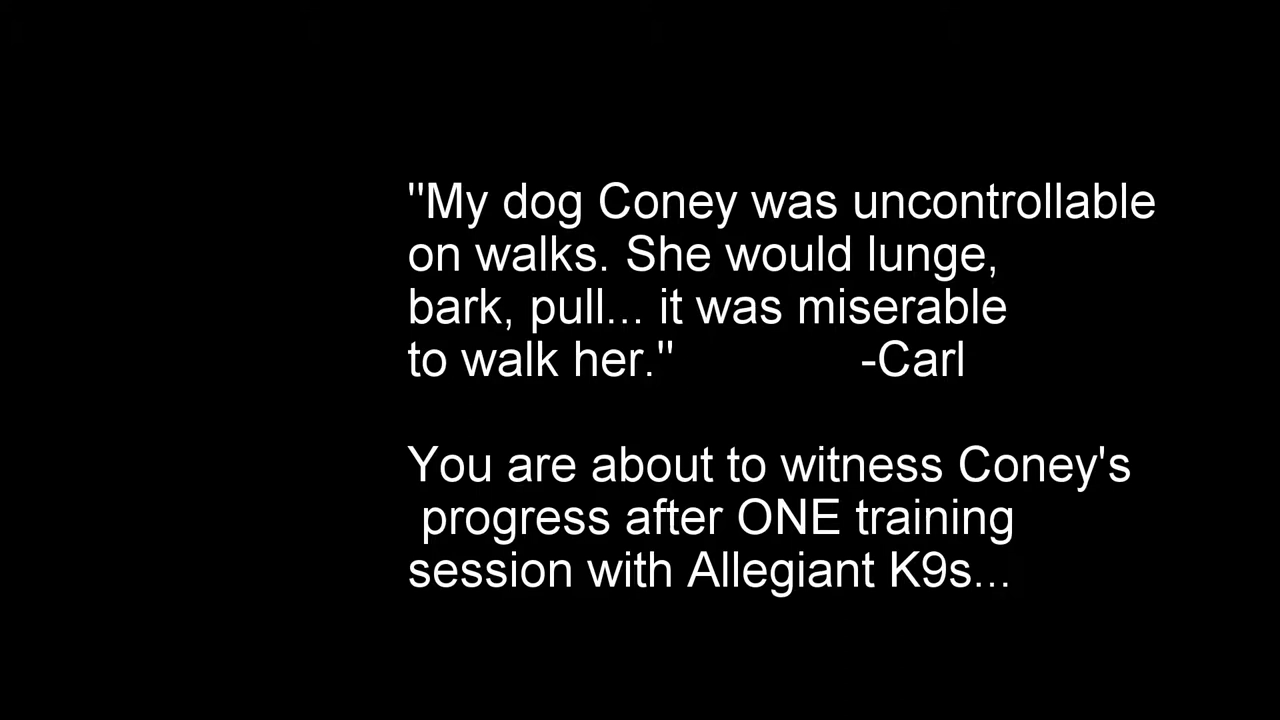 "My dog Coney was uncontrollable
on walks. She would lunge,
bark, pull... it was miserable
to walk her." -Carl
You are about to witness Coney's
progress after ONE training
session with Allegiant K9s...